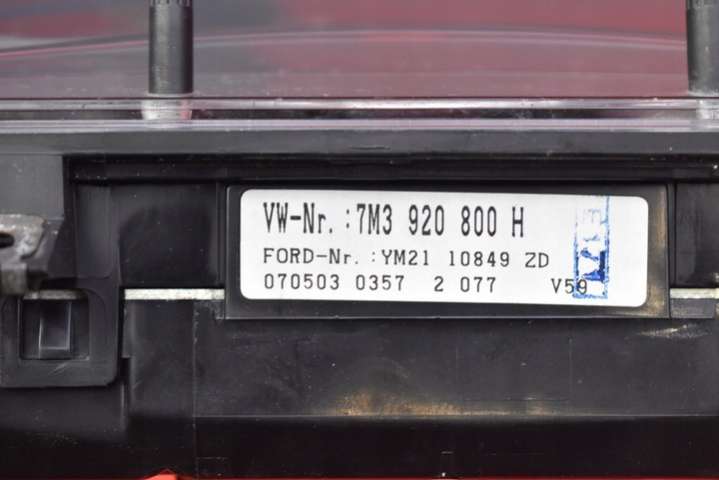 VW-Nr. :7M3 920 800 H
FORD-Nr. :YM21 10849 ZD
070503 0357 2 077 V59